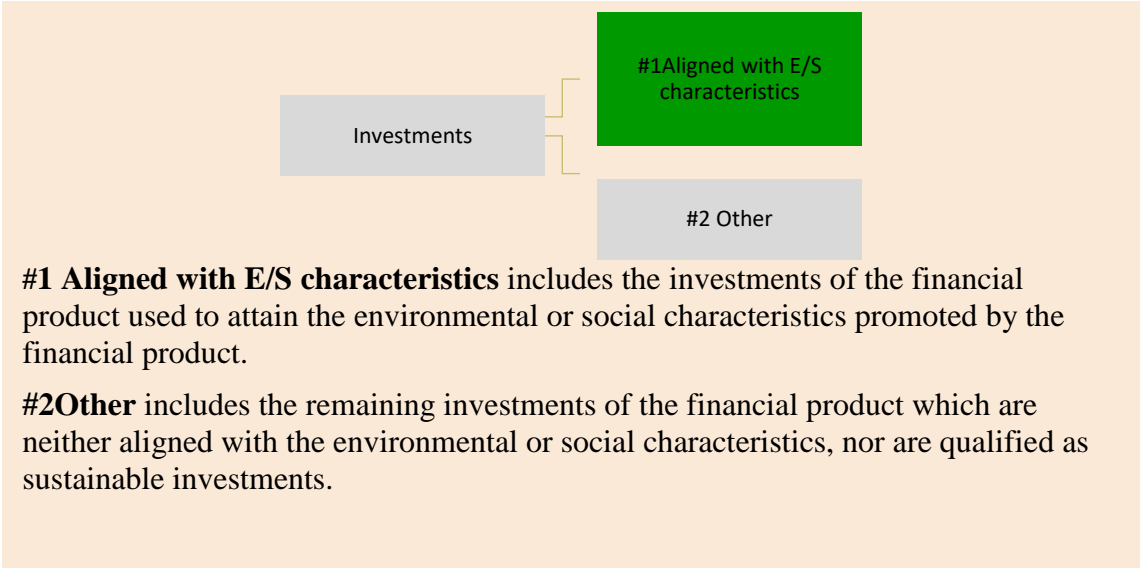 #1Aligned with E/S
characteristics
Investments
#2 Other
#1 Aligned with E/S characteristics includes the investments of the financial
product used to attain the environmental or social characteristics promoted by the
financial product.
#2Other includes the remaining investments of the financial product which are
neither aligned with the environmental or social characteristics, nor are qualified as
sustainable investments.